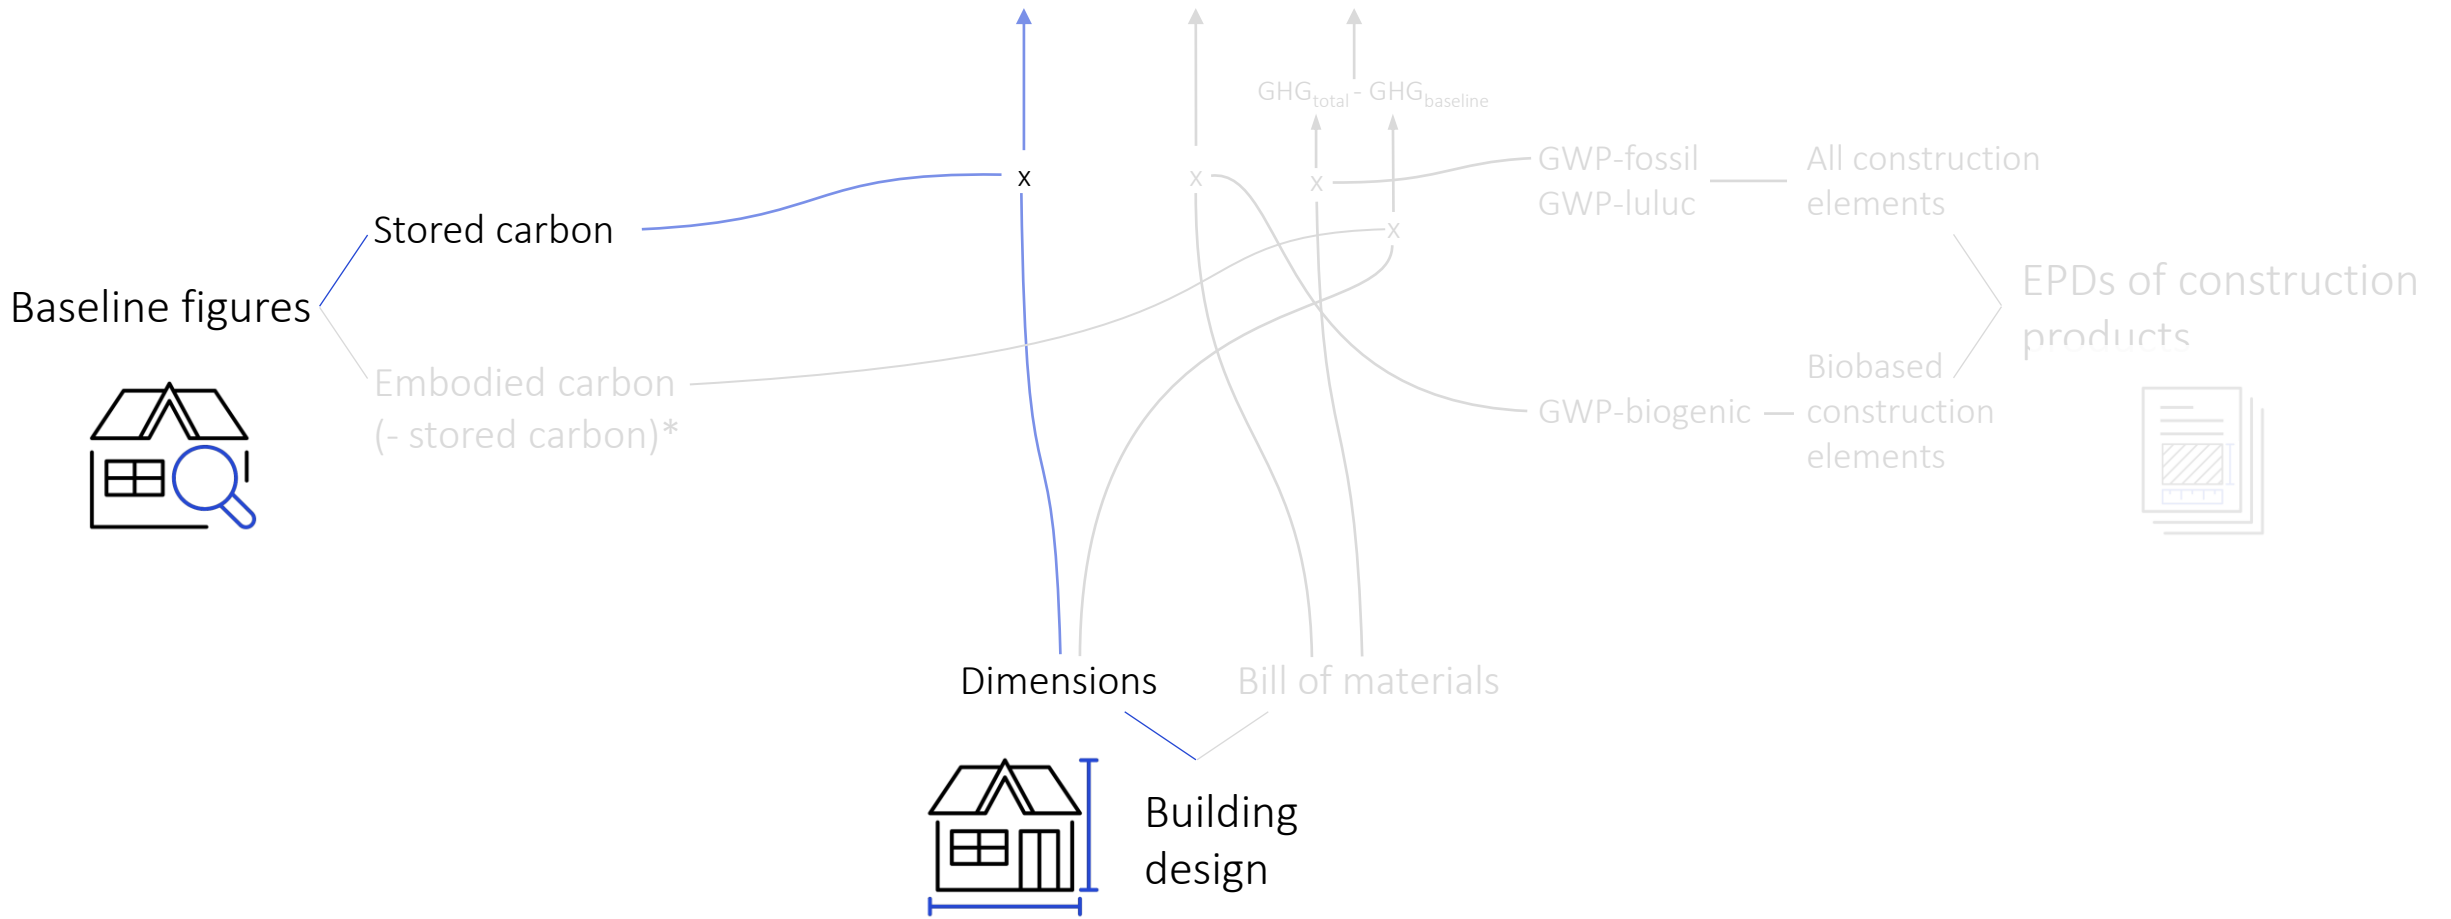 GHGtotal - GHGbaseline
x
x
x
x
GWP-fossil
GWP-luluc
All construction
elements
Stored carbon
Baseline figures
Embodied carbon
(- stored carbon)*
EPDs of construction
products
GWP-biogenic
Biobased
construction
elements
Dimensions
Bill of materials
Building
design